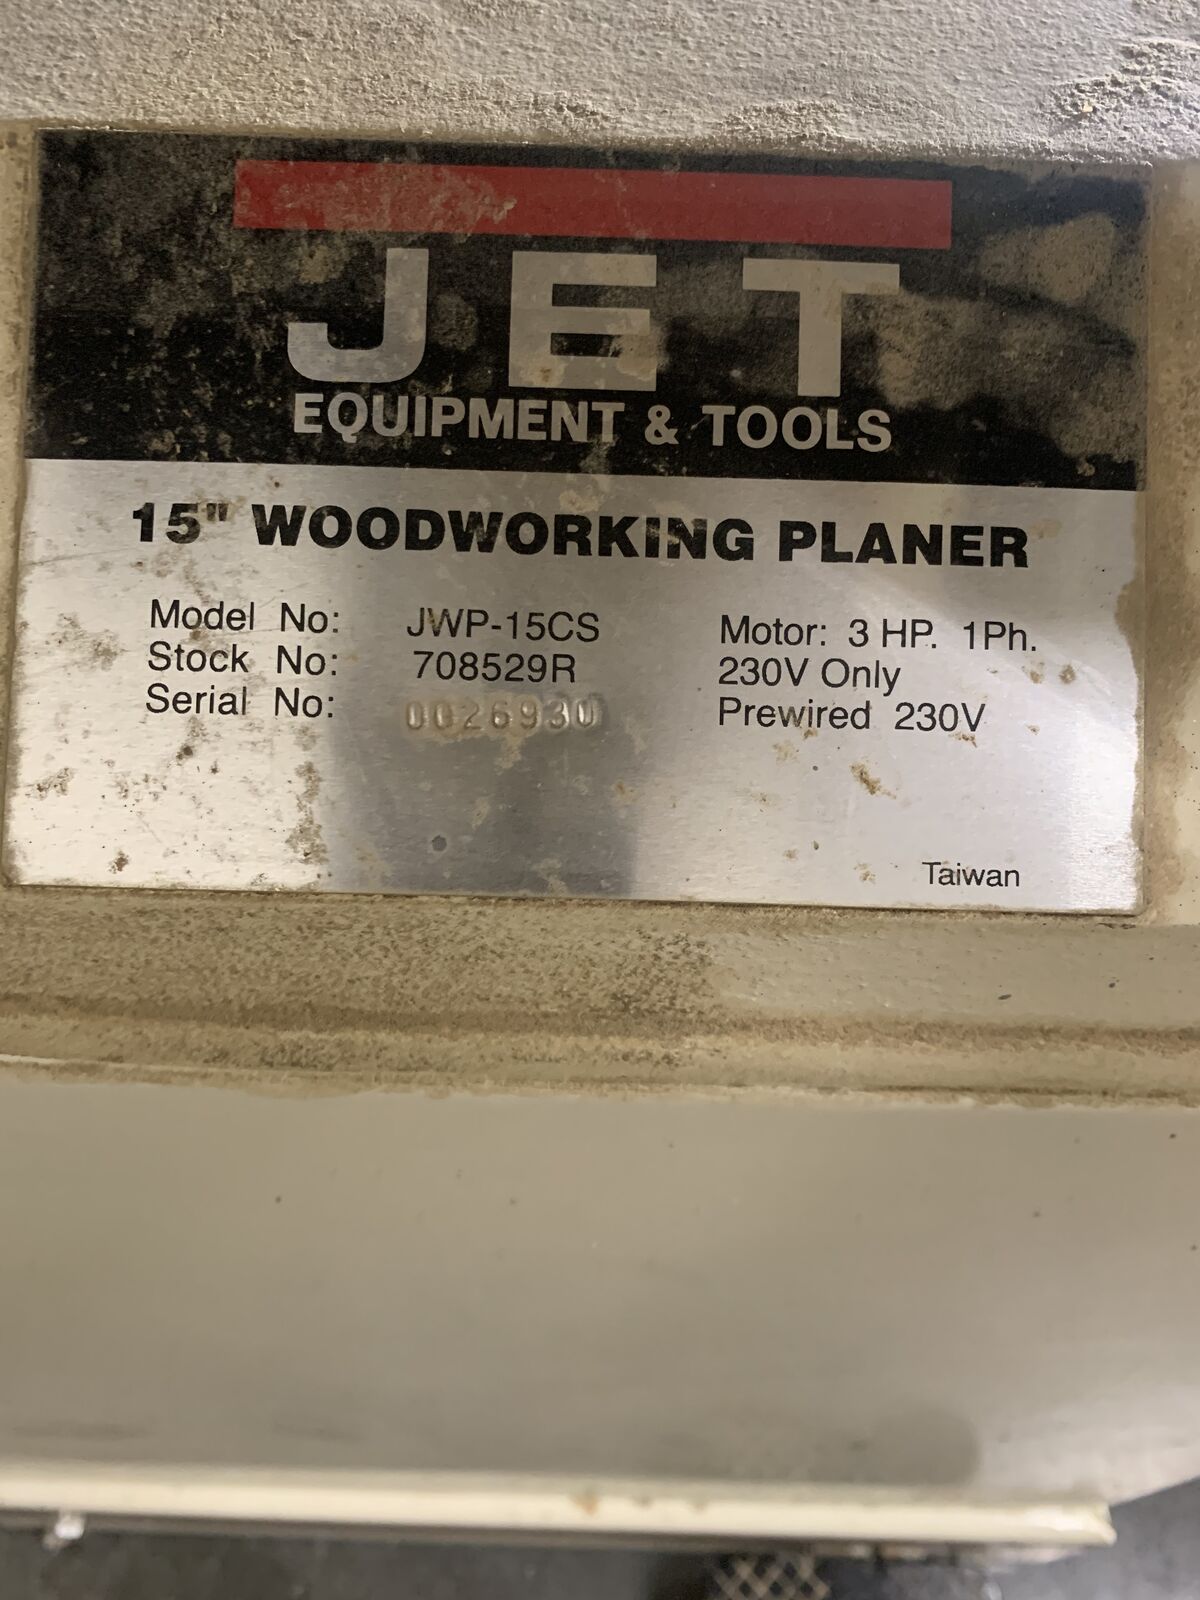 JET
EQUIPMENT & TOOLS
15" WOODWORKING PLANER
Model No: JWP-15CS
Stock No: 708529R
Serial No: 0026930
Motor: 3 HP. 1Ph.
230V Only
Prewired 230V
Taiwan